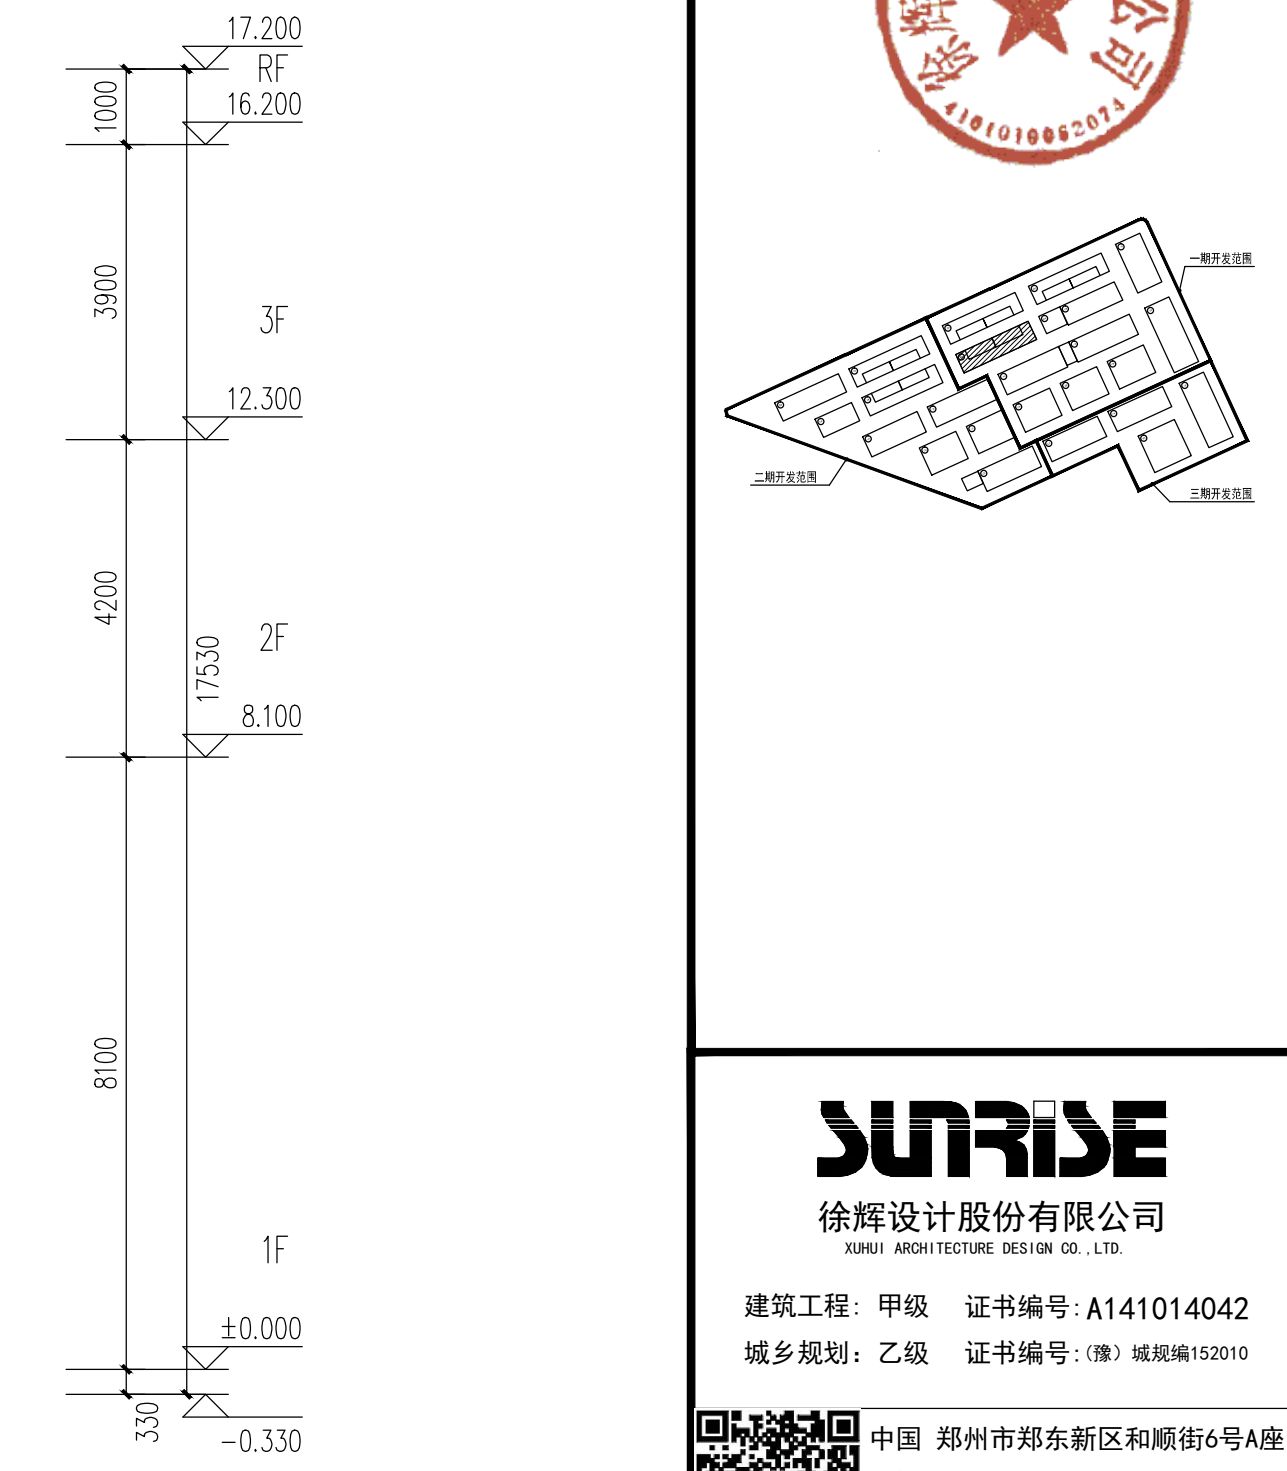 17.200
RF
16.200
1000
3900
3F
12.300
4200
2F
17530
8.100
8100
1F
±0.000
330
-0.330
徐辉
公司
4101010062074
一期开发范围
二期开发范围
三期开发范围
SUNRiSE
徐辉设计股份有限公司
XUHUI ARCHITECTURE DESIGN CO.,LTD.
建筑工程: 甲级 证书编号:A141014042
城乡规划: 乙级 证书编号:(豫)城规编152010
中国 郑州市郑东新区和顺街6号A座